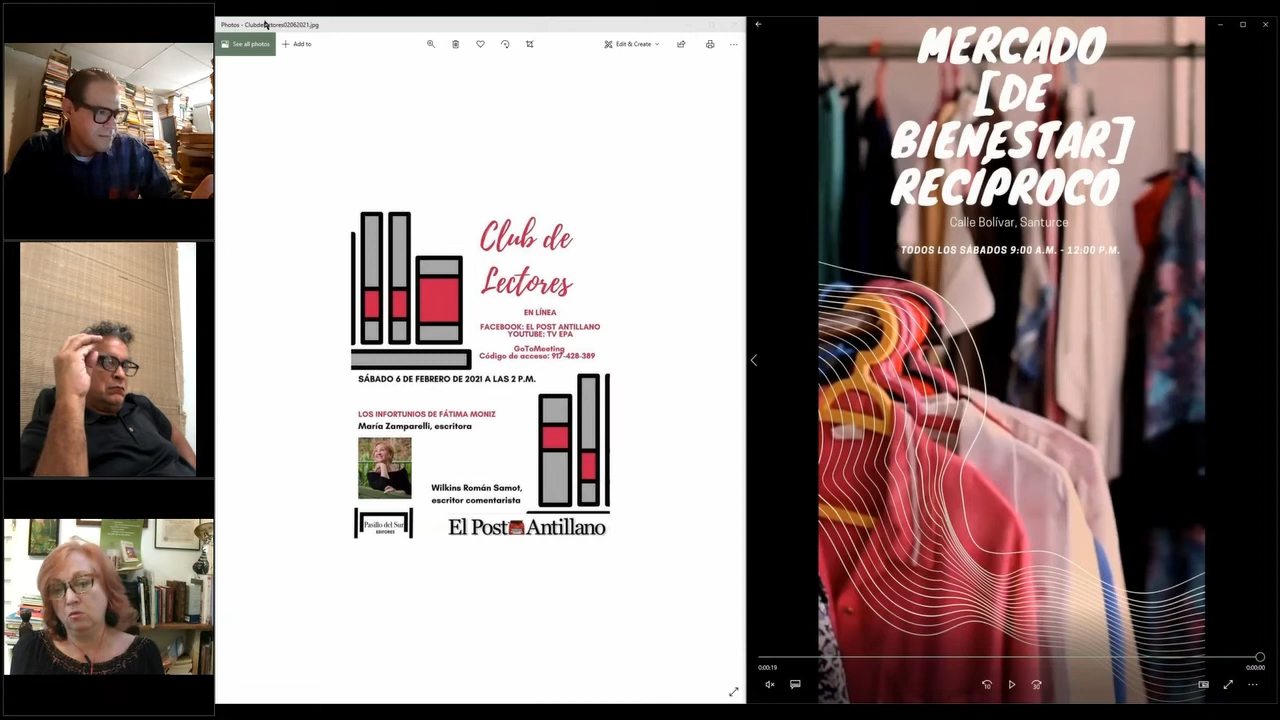 Photos - Clubdelectores02062021.jpg
See all photos
Add to
Edit & Create
Club de
Lectores
EN LÍNEA
FACEBOOK: EL POST ANTILLANO
YOUTUBE: TV EPA
GoToMeeting
Código de acceso: 917-428-389
SÁBADO 6 DE FEBRERO DE 2021 A LAS 2 P.M.
LOS INFORTUNIOS DE FÁTIMA MONIZ
María Zamparelli, escritora
Wilkins Román Samot,
escritor comentarista
Pasillo del Sur
EDITORES
El Post Antillano
MERCADO
[DE
BIENESTAR]
RECÍPROCO
Calle Bolívar, Santurce
TODOS LOS SÁBADOS 9:00 A.M. - 12:00 P.M.
0:00:19
0:00:00
10
30